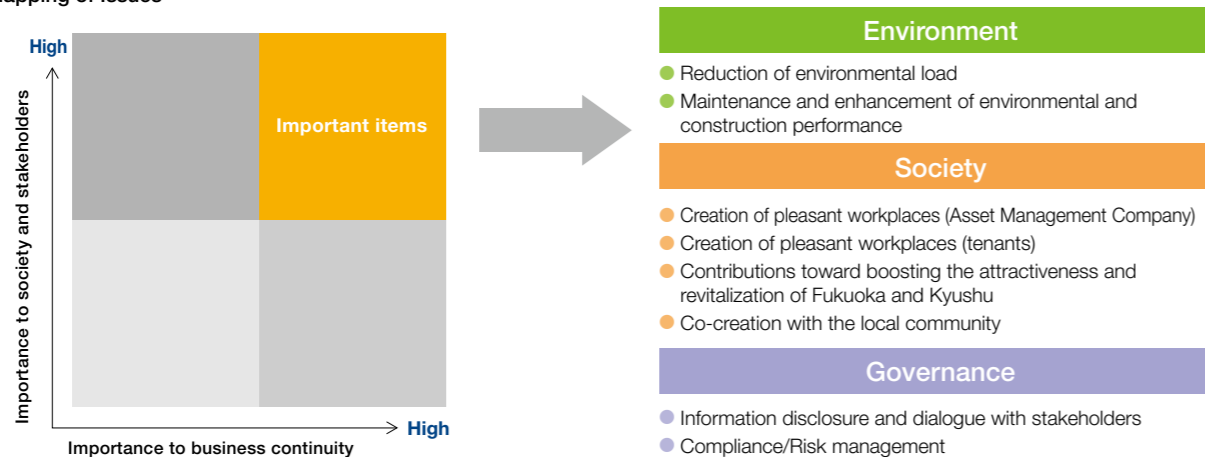 Mapping of Issues
High
Importance to society and stakeholders
Important items
High
Importance to business continuity
Environment
Reduction of environmental load
Maintenance and enhancement of environmental and
construction performance
Society
Creation of pleasant workplaces (Asset Management Company)
Creation of pleasant workplaces (tenants)
Contributions toward boosting the attractiveness and
revitalization of Fukuoka and Kyushu
Co-creation with the local community
Governance
Information disclosure and dialogue with stakeholders
Compliance/Risk management